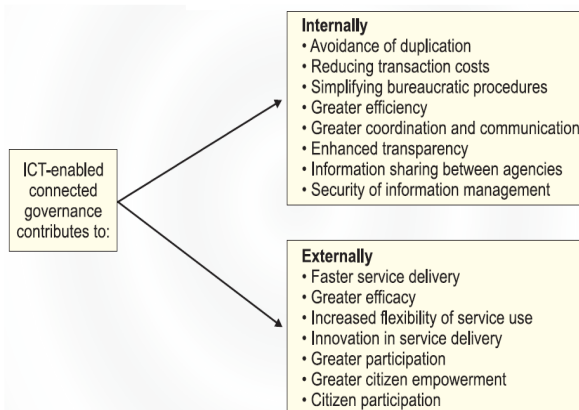 ICT-enabled
connected
governance
contributes to:
Internally
• Avoidance of duplication
• Reducing transaction costs
• Simplifying bureaucratic procedures
• Greater efficiency
• Greater coordination and communication
• Enhanced transparency
• Information sharing between agencies
• Security of information management
Externally
• Faster service delivery
• Greater efficacy
• Increased flexibility of service use
• Innovation in service delivery
• Greater participation
• Greater citizen empowerment
• Citizen participation